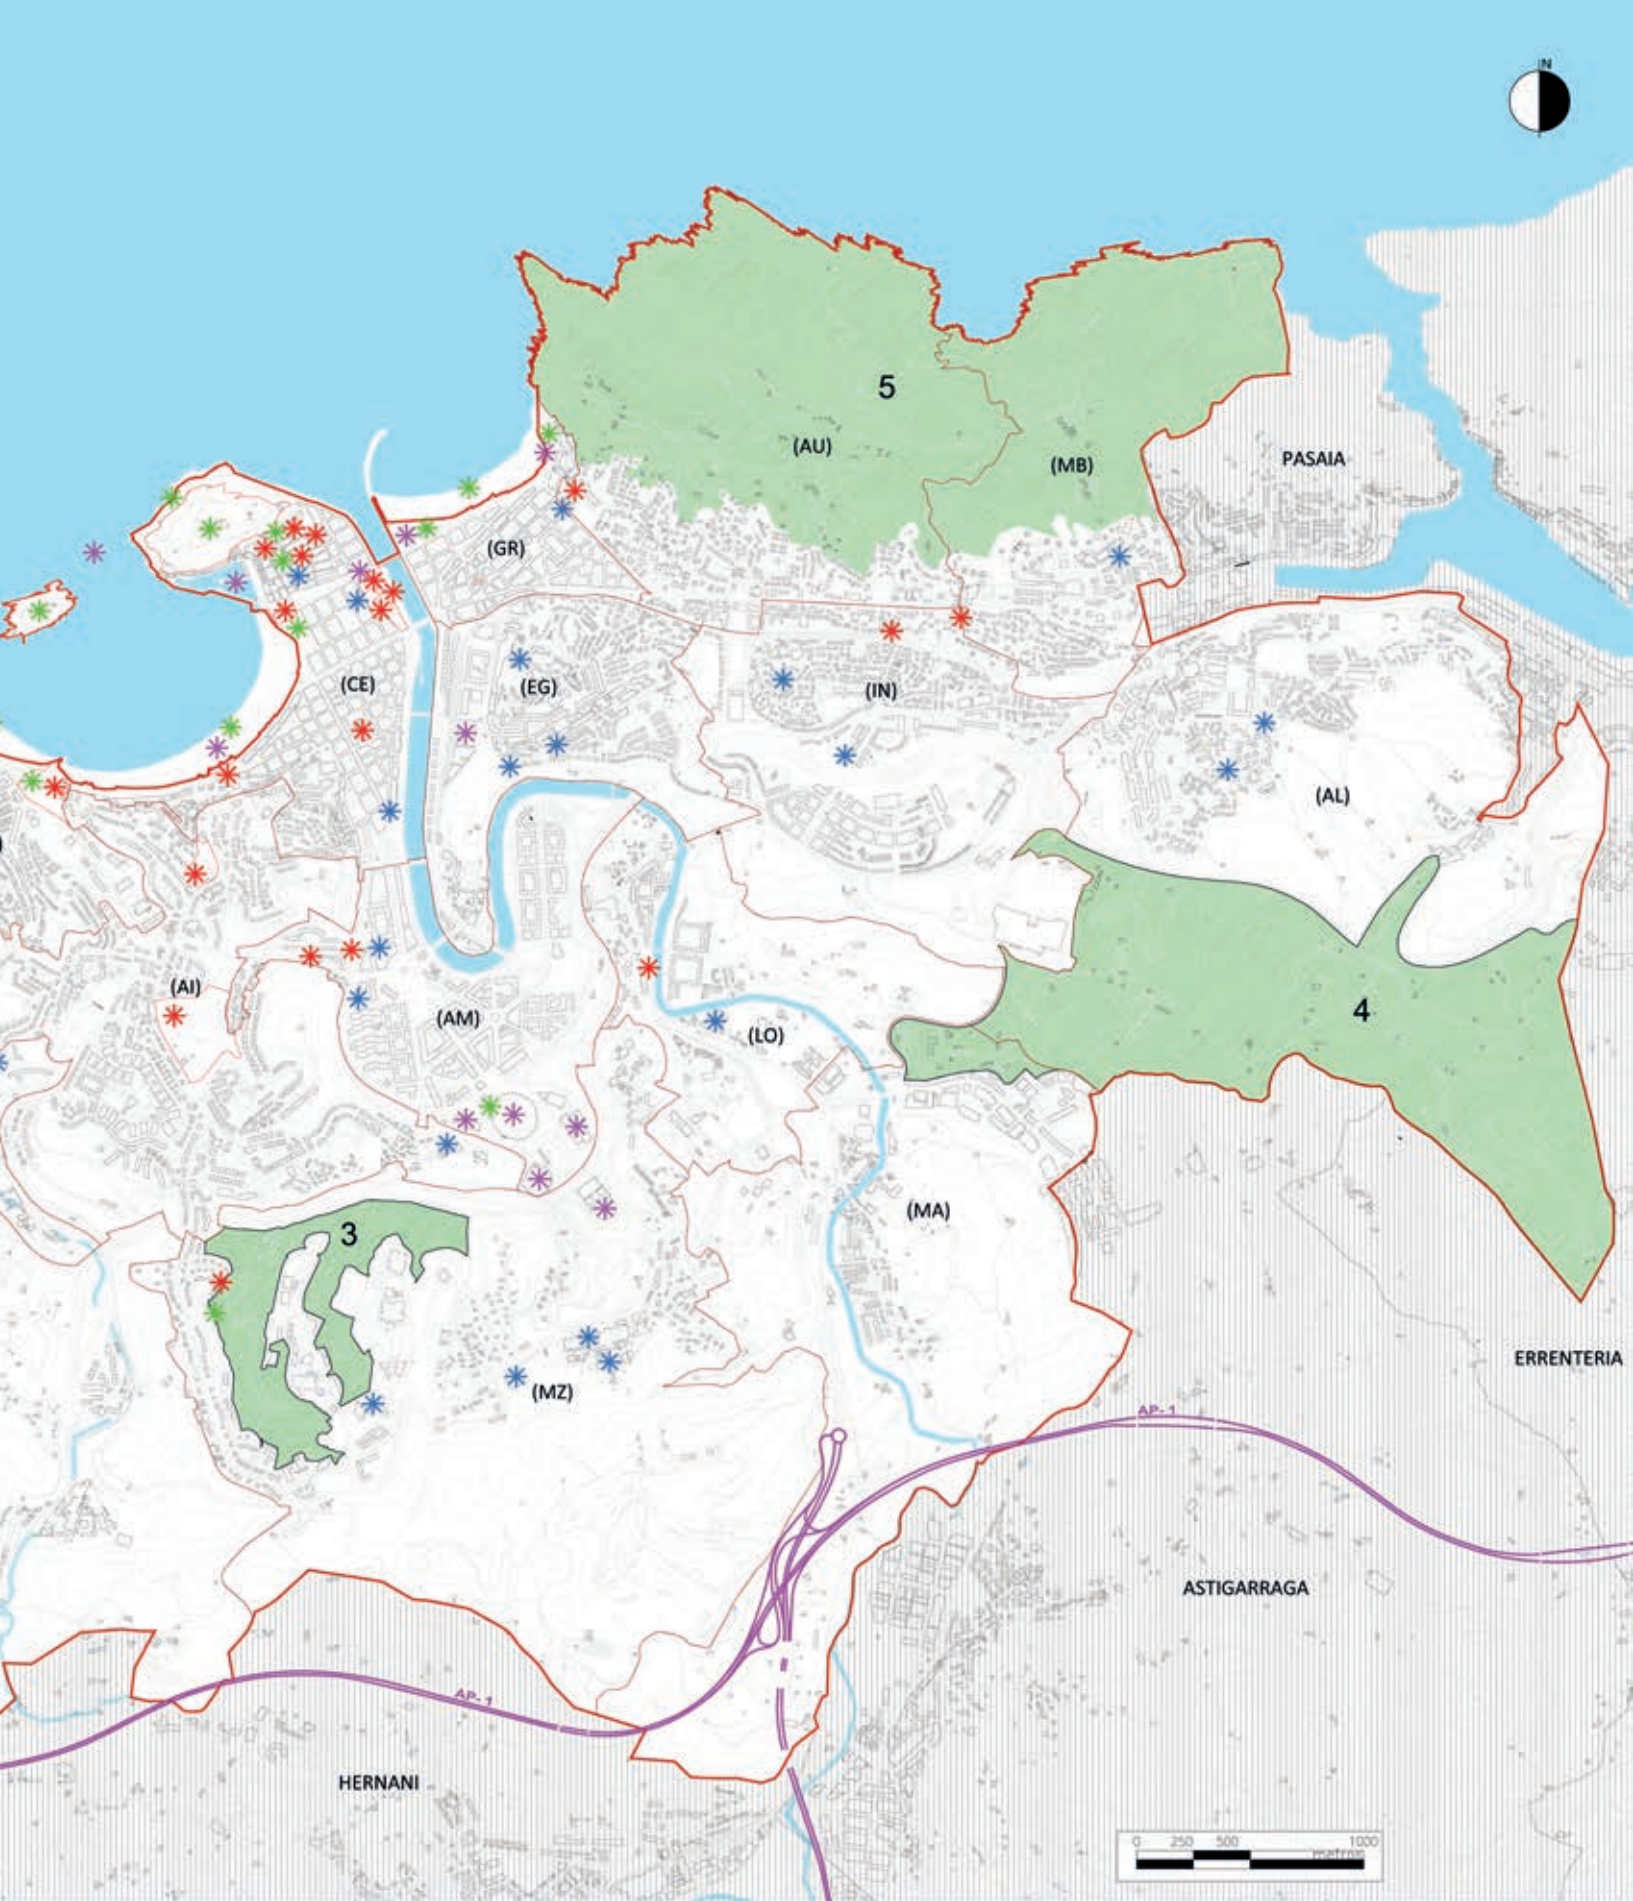 N
5
(AU)
(MB)
PASAIA
(GR)
(CE)
(EG)
(IN)
(AL)
)
(AI)
(AM)
(LO)
4
(MA)
3
ERRENTERIA
(MZ)
AP-1
ASTIGARRAGA
AP-1
HERNANI
0 250 500 1000
metros